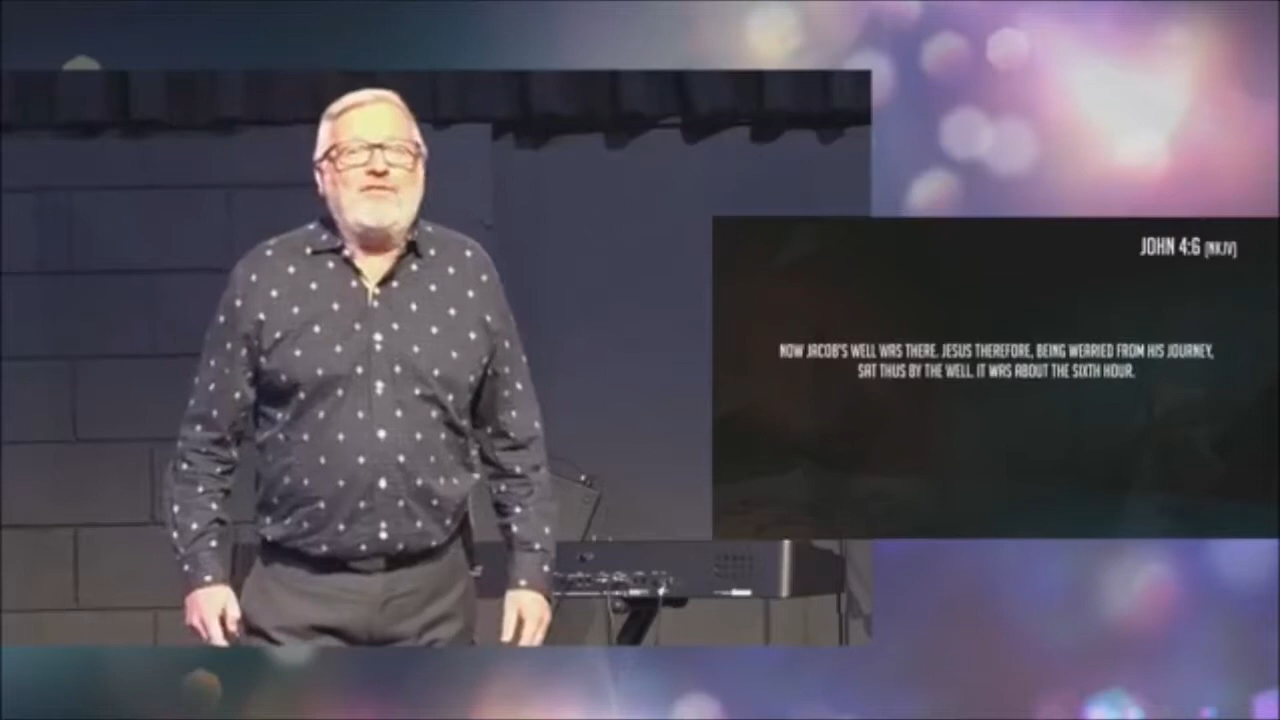 JOHN 4:6 (NKJV)
NOW JACOB'S WELL WAS THERE. JESUS THEREFORE, BEING WEARIED FROM HIS JOURNEY,
SAT THUS BY THE WELL. IT WAS ABOUT THE SIXTH HOUR.